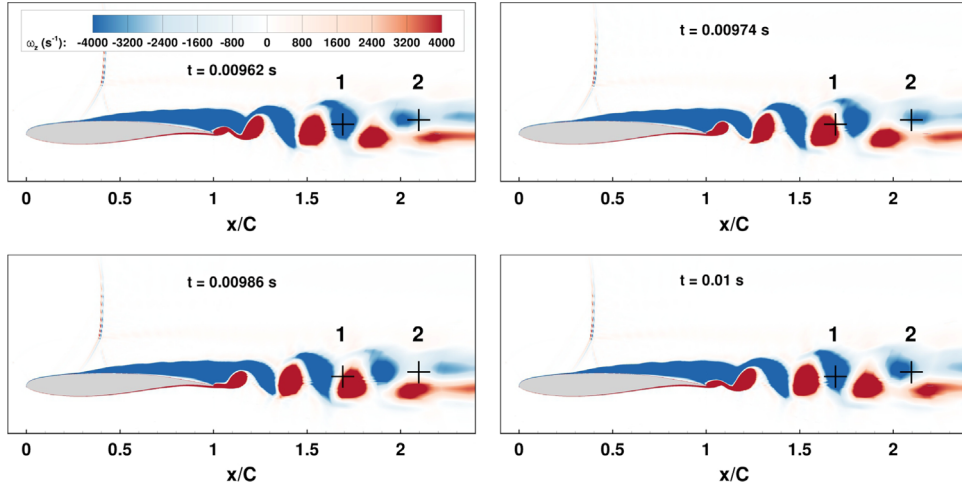 ω_z (s⁻¹): -4000 -3200 -2400 -1600 -800 0 800 1600 2400 3200 4000
t = 0.00962 s
1 2
0 0.5 1 1.5 2
x/C
t = 0.00974 s
1 2
0 0.5 1 1.5 2
x/C
t = 0.00986 s
1 2
0 0.5 1 1.5 2
x/C
t = 0.01 s
1 2
0 0.5 1 1.5 2
x/C